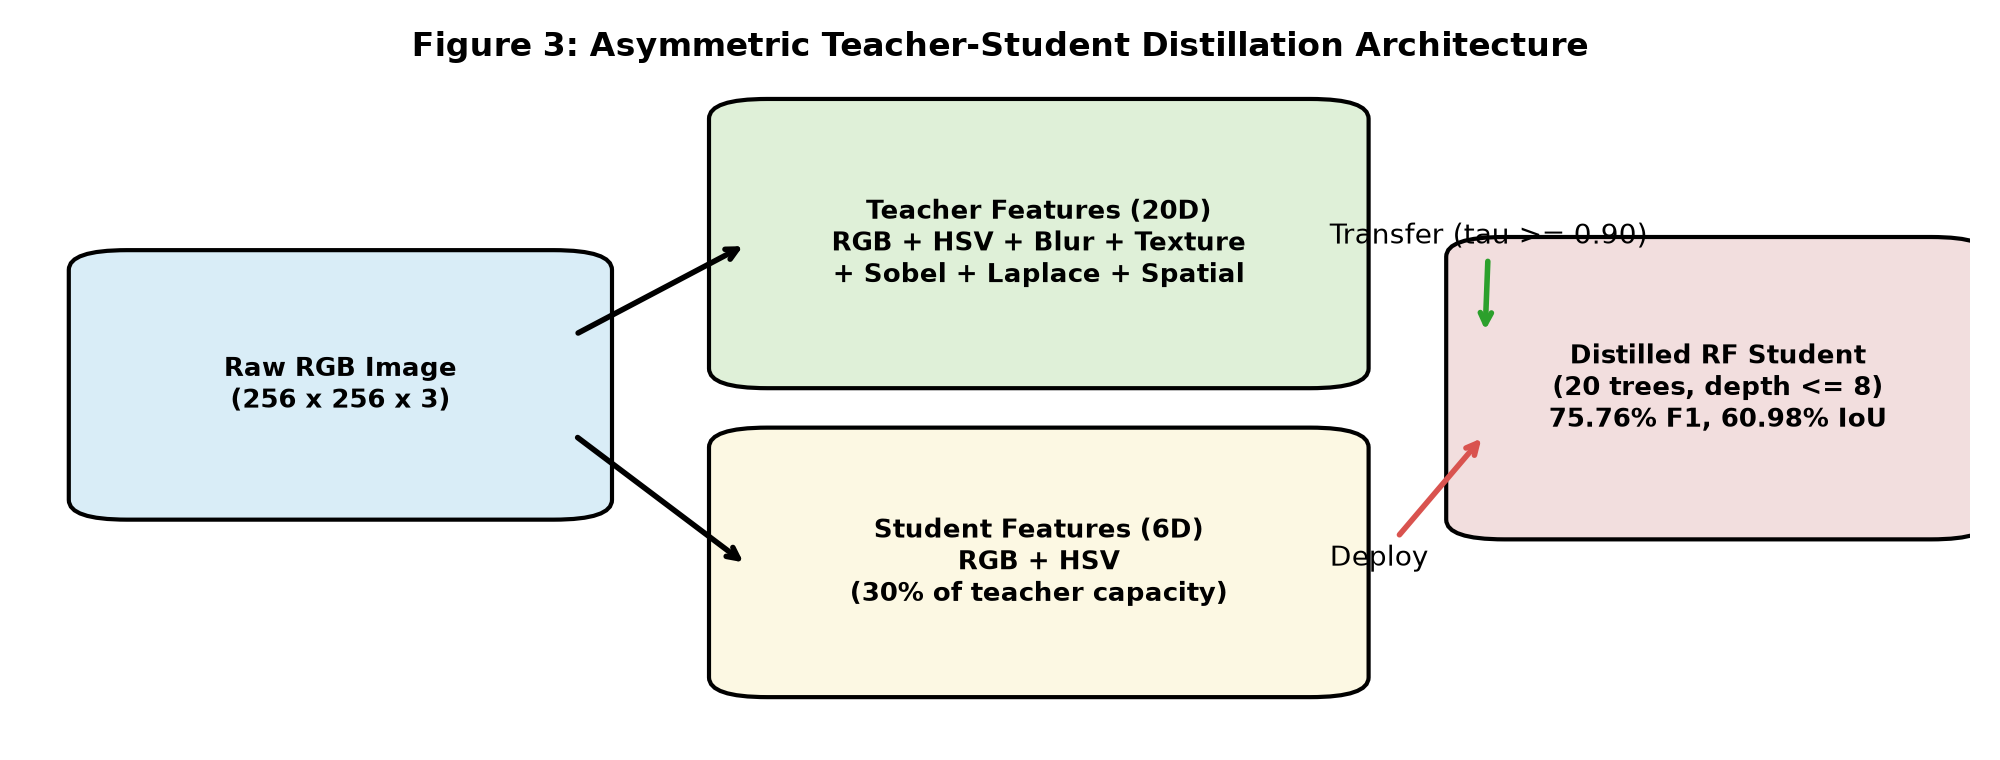 Figure 3: Asymmetric Teacher-Student Distillation Architecture
Raw RGB Image
(256 x 256 x 3)
Teacher Features (20D)
RGB + HSV + Blur + Texture
+ Sobel + Laplace + Spatial
Student Features (6D)
RGB + HSV
(30% of teacher capacity)
Transfer (tau >= 0.90)
Deploy
Distilled RF Student
(20 trees, depth <= 8)
75.76% F1, 60.98% IoU